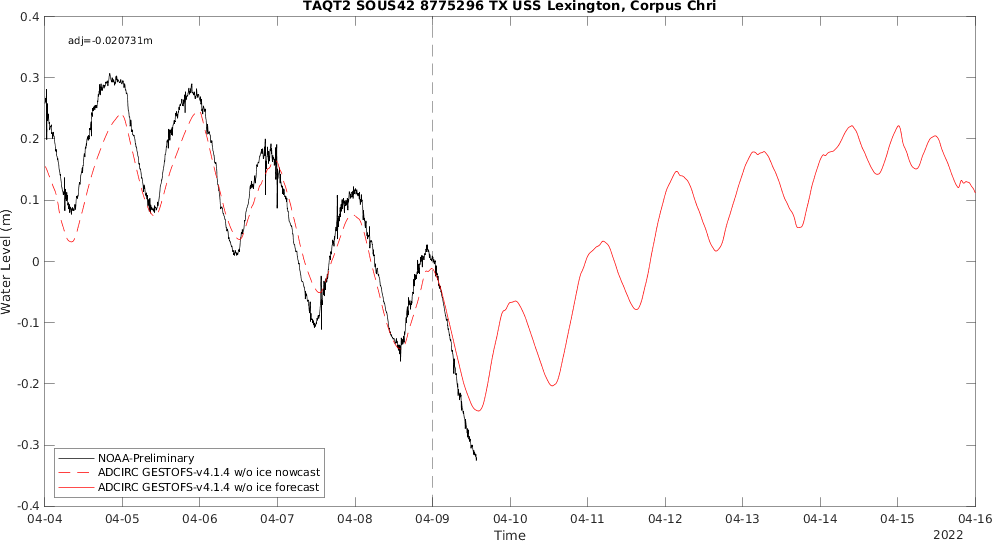 TAQT2 SOUS42 8775296 TX USS Lexington, Corpus Chri
adj=-0.020731m
0.4
0.3
0.2
0.1
0
-0.1
-0.2
-0.3
-0.4
Water Level (m)
NOAA-Preliminary
ADCIRC GESTOFS-v4.1.4 w/o ice nowcast
ADCIRC GESTOFS-v4.1.4 w/o ice forecast
04-04 04-05 04-06 04-07 04-08 04-09 04-10 04-11 04-12 04-13 04-14 04-15 04-16
Time
2022